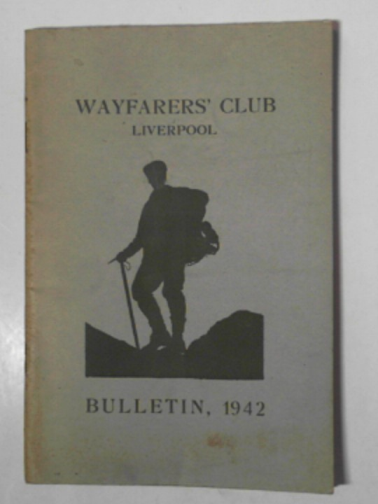 WAYFARERS' CLUB
LIVERPOOL
BULLETIN, 1942